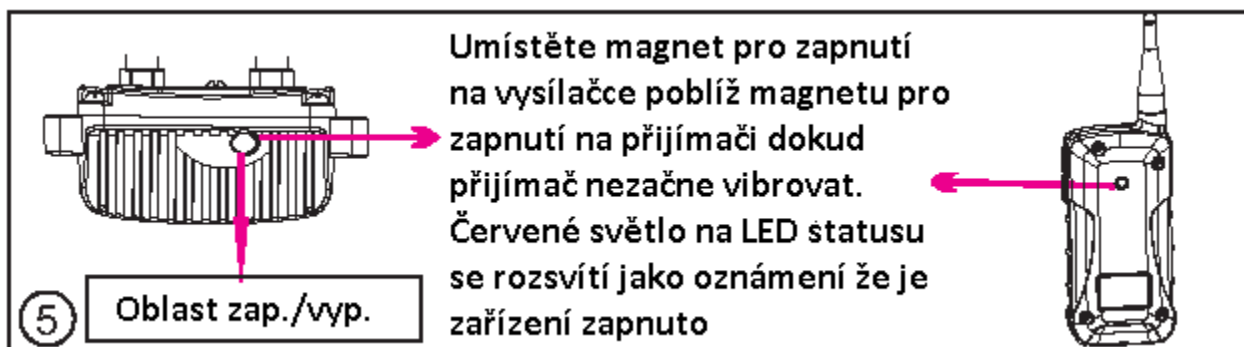 Umístěte magnet pro zapnutí
na vysílačce poblíž magnetu pro
zapnutí na přijímači dokud
přijímač nezačne vibrovat.
Červené světlo na LED statusu
se rozsvítí jako oznámení že je
zařízení zapnuto
5
Oblast zap./vyp.